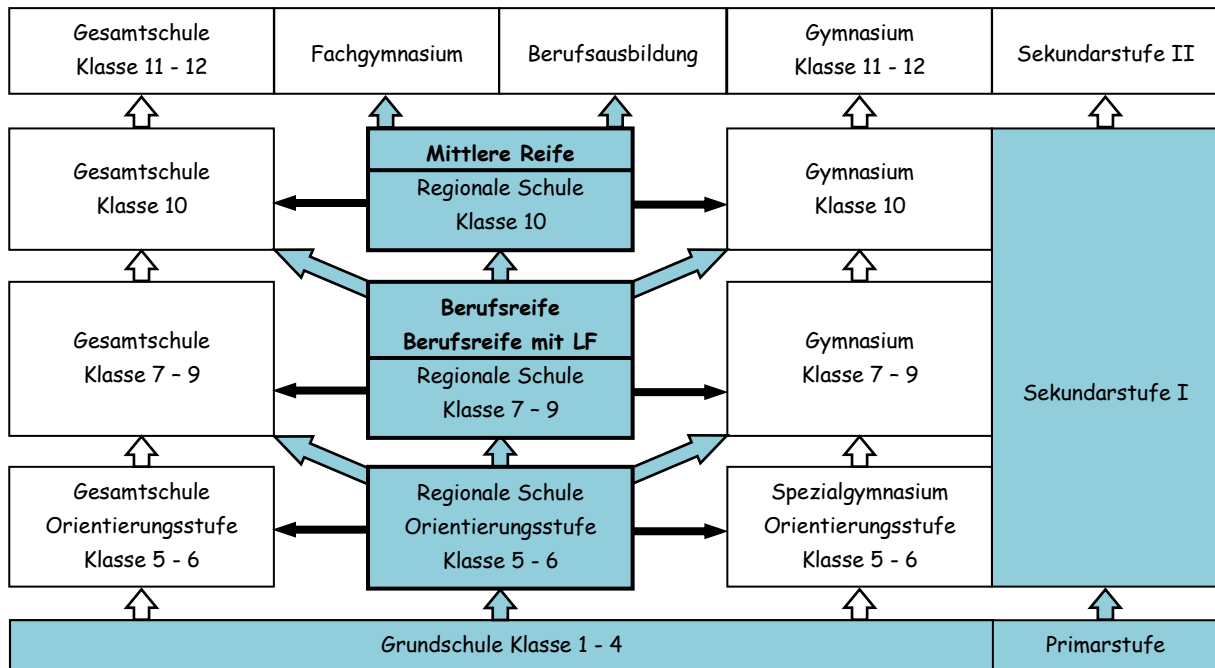 Gesamtschule
Klasse 11 - 12
Fachgymnasium
Berufsausbildung
Gymnasium
Klasse 11 - 12
Sekundarstufe II
Gesamtschule
Klasse 10
Mittlere Reife
Regionale Schule
Klasse 10
Gymnasium
Klasse 10
Gesamtschule
Klasse 7 – 9
Berufsreife
Berufsreife mit LF
Regionale Schule
Klasse 7 – 9
Gymnasium
Klasse 7 – 9
Sekundarstufe I
Gesamtschule
Orientierungsstufe
Klasse 5 - 6
Regionale Schule
Orientierungsstufe
Klasse 5 - 6
Spezialgymnasium
Orientierungsstufe
Klasse 5 - 6
Grundschule Klasse 1 - 4
Primarstufe